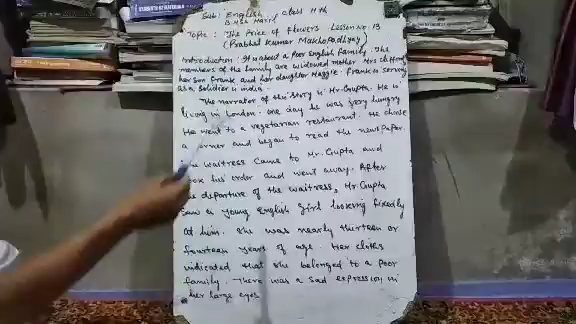 Sub: English, class Hth
Topic: The Price of Flowers Lesson No 13
(Prabhat Kumar Mukhopadhyay)
Introduction: It is about a Poor English family. The
members of the family are widowed mother Mrs Clifford,
her son Frank and her daughter Maggie. Frank is serving
as a soldier in india.
The narrator of the story is Mr. Gupta. He is
living in London. One day he was very hungry
He went to a vegetarian restaurant. He chose
a corner and began to read the newspaper.
waitress came to Mr. Gupta and
his order and went away. After
departure of the waitress, Mr Gupta
saw a young English girl looking fixedly
at him. She was nearly thirteen or
fourteen years of age. Her clothes
indicated that she belonged to a poor
family. There was a sad expression in
her large eyes.